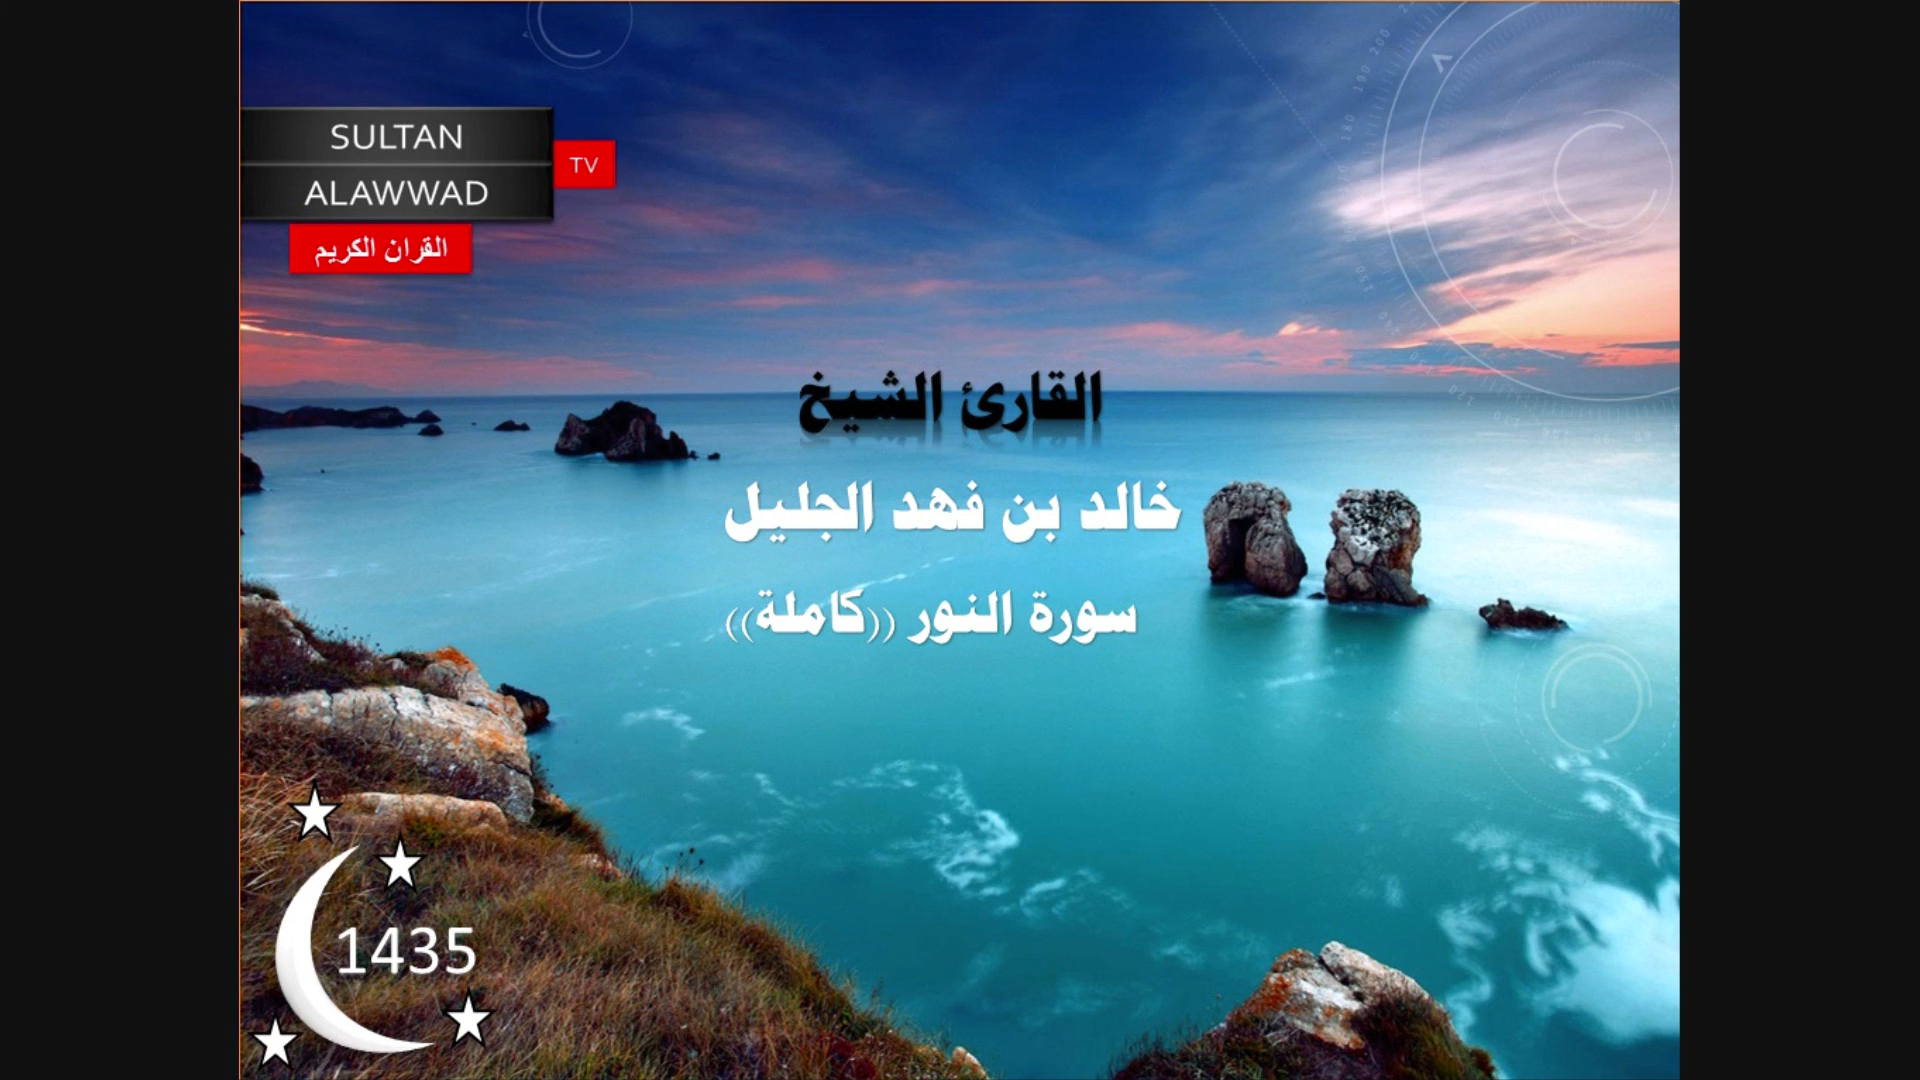 SULTAN
ALAWWAD
TV
القران الكريم
القارئ الشيخ
خالد بن فهد الجليل
سورة النور ((كاملة))
1435